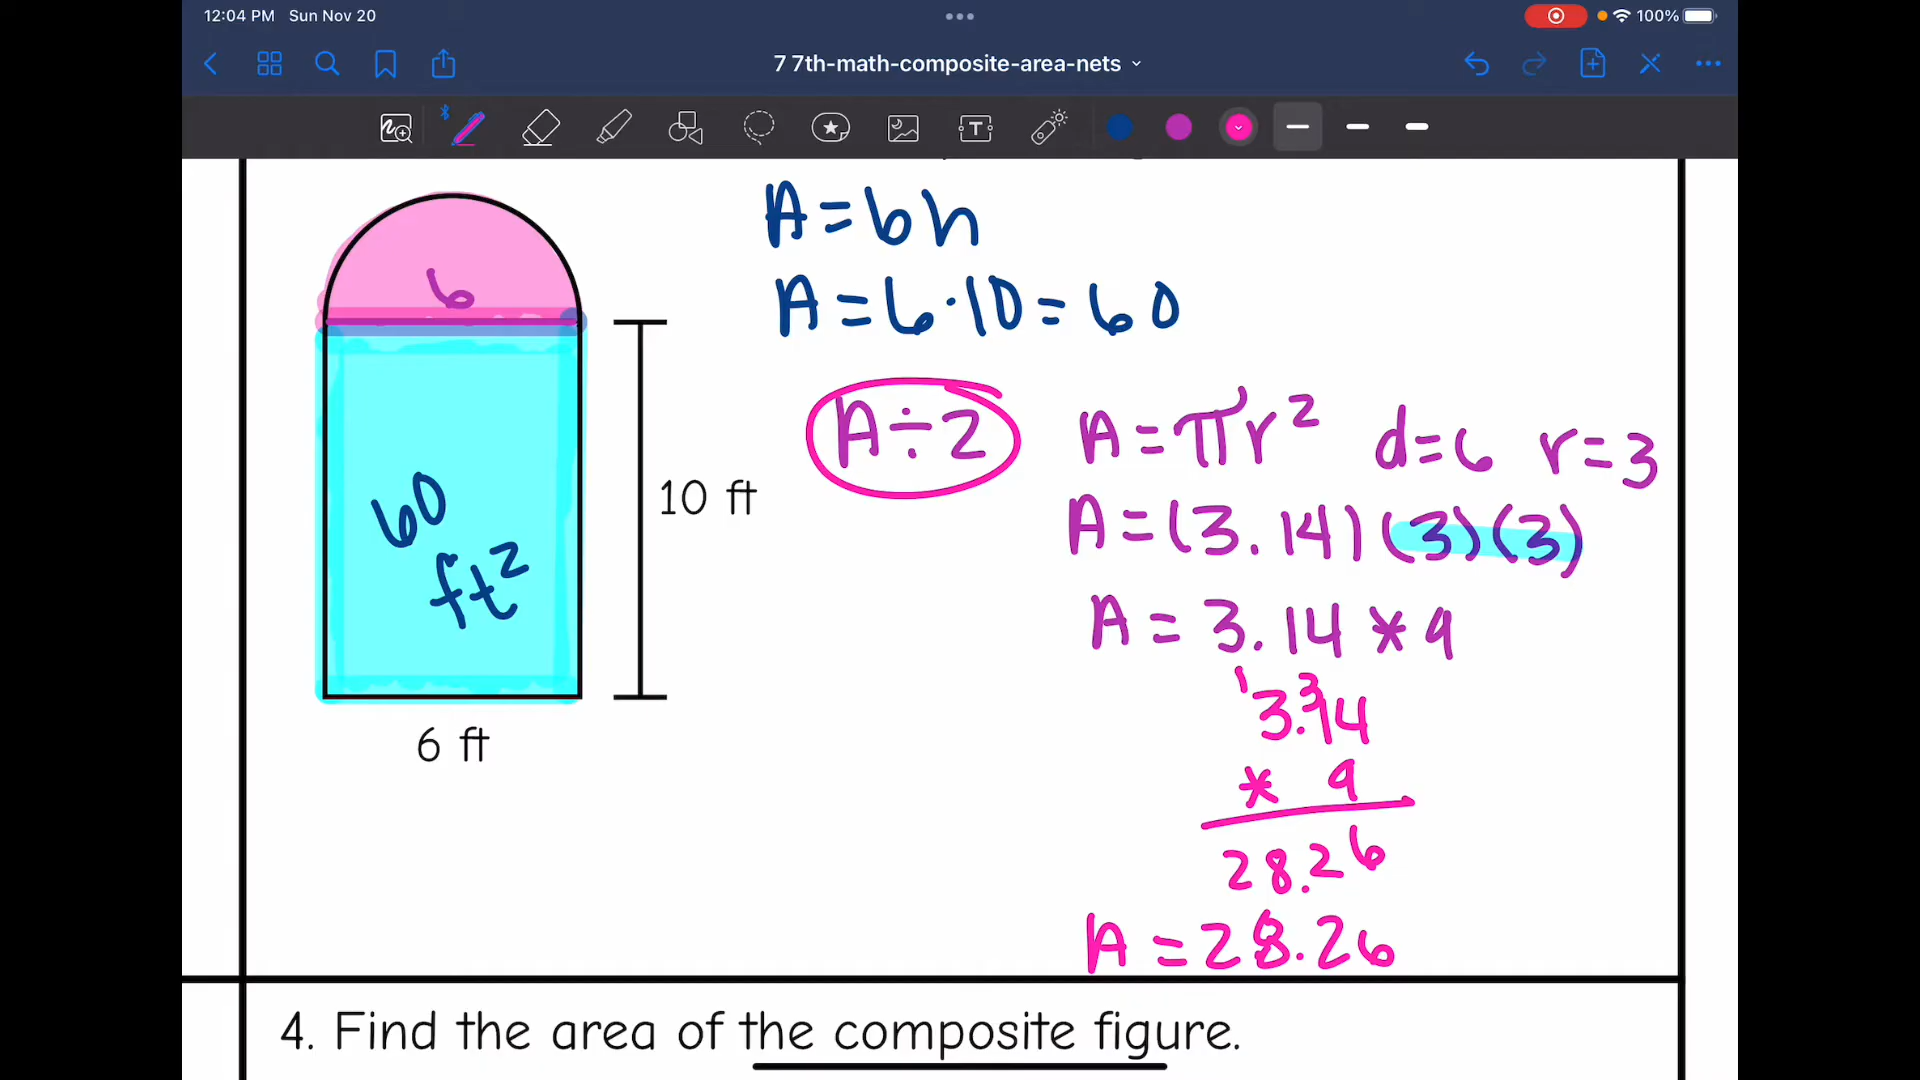 12:04 PM Sun Nov 20
100%
7 7th-math-composite-area-nets
T
A = bh
A = 6·10 = 60
6
A÷2
A = πr² d=6 r=3
10 ft
60
ft²
A = (3.14)(3)(3)
A = 3.14 * 9
1 3
3.14
* 9
28.26
6 ft
A = 28.26
4. Find the area of the composite figure.